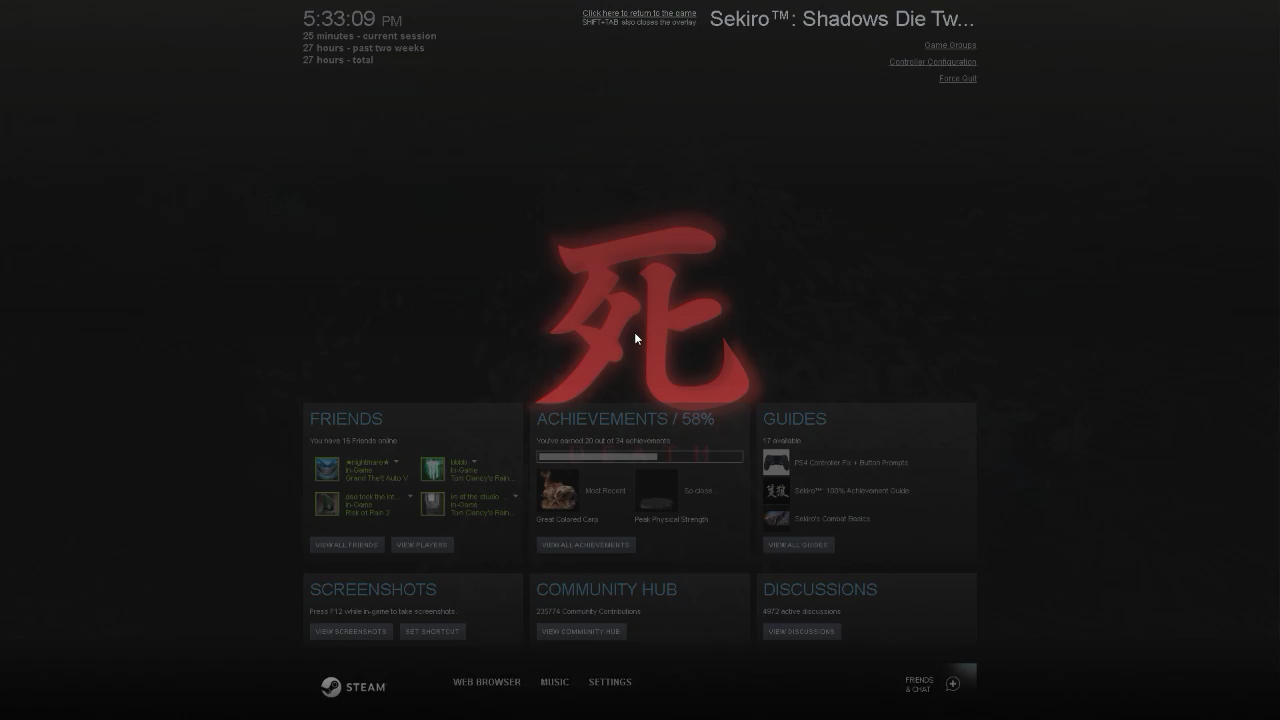 5:33:09 PM
25 minutes - current session
27 hours - past two weeks
27 hours - total
Click here to return to the game
SHIFT+TAB also closes the overlay
Sekiro™: Shadows Die Tw...
Game Groups
Controller Configuration
Force Quit
死
DEATH
FRIENDS
You have 16 Friends online
★nightmare★
In-Game
Grand Theft Auto V
In-Game
Tom Clancy's Rain...
In-Game
Risk of Rain 2
im at the studio ...
In-Game
Tom Clancy's Rain...
VIEW ALL FRIENDS
VIEW PLAYERS
ACHIEVEMENTS / 58%
You've earned 20 out of 34 achievements
Most Recent
So close...
Great Colored Carp
Peak Physical Strength
VIEW ALL ACHIEVEMENTS
GUIDES
17 available
PS4 Controller Fix + Button Prompts
Sekiro™: 100% Achievement Guide
Sekiro's Combat Basics
VIEW ALL GUIDES
SCREENSHOTS
Press F12 while in-game to take screenshots.
VIEW SCREENSHOTS
SET SHORTCUT
COMMUNITY HUB
235774 Community Contributions
VIEW COMMUNITY HUB
DISCUSSIONS
4972 active discussions
VIEW DISCUSSIONS
STEAM
WEB BROWSER
MUSIC
SETTINGS
FRIENDS
& CHAT